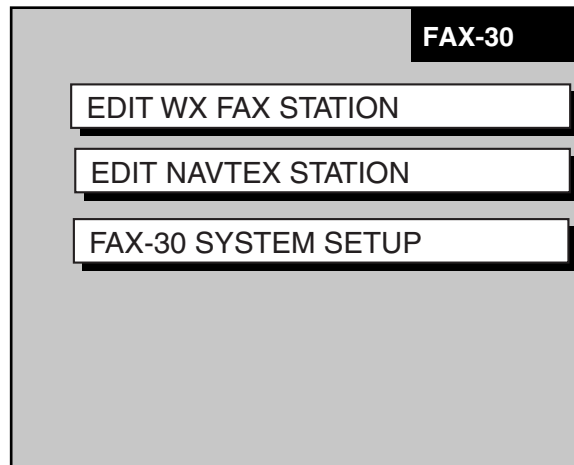 FAX-30
EDIT WX FAX STATION
EDIT NAVTEX STATION
FAX-30 SYSTEM SETUP